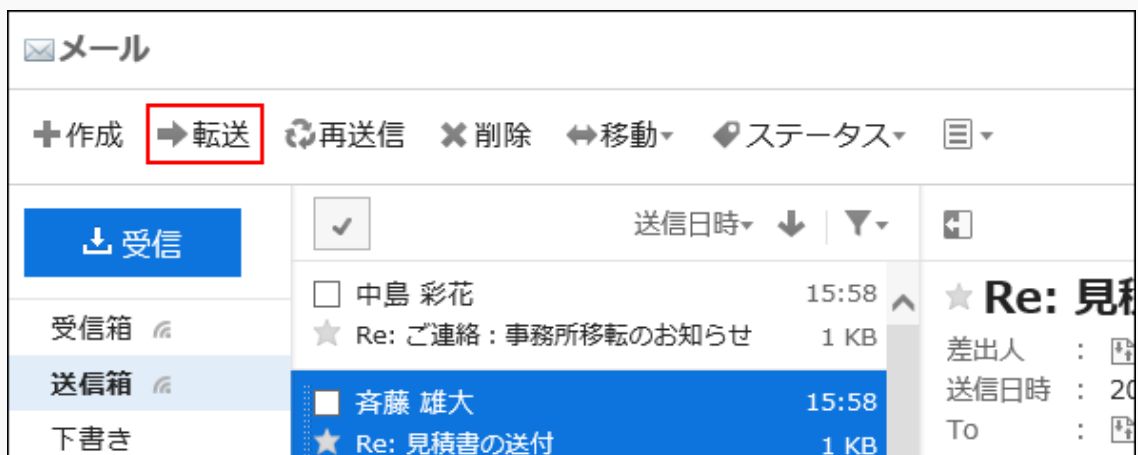 メール
作成 転送 再送信 削除 移動 ステータス
受信
送信日時
中島 彩花 15:58
Re: ご連絡：事務所移転のお知らせ 1 KB
斉藤 雄大 15:58
Re: 見積書の送付 1 KB
受信箱
送信箱
下書き
Re: 見積
差出人 :
送信日時 : 20
To :